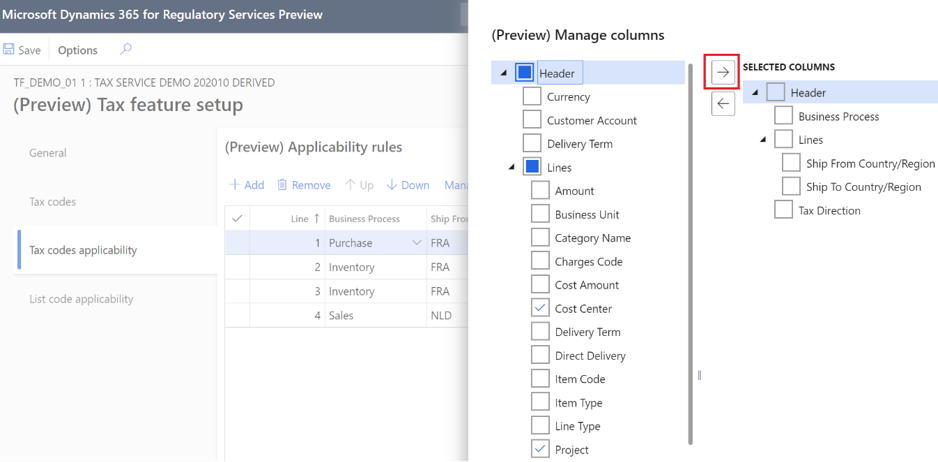 Microsoft Dynamics 365 for Regulatory Services Preview
Save Options
TF_DEMO_01 1 : TAX SERVICE DEMO 202010 DERIVED
(Preview) Tax feature setup
General
Tax codes
Tax codes applicability
List code applicability
(Preview) Applicability rules
Add Remove Up Down Mana
Line Business Process Ship Fro
1 Purchase FRA
2 Inventory FRA
3 Inventory FRA
4 Sales NLD
(Preview) Manage columns
Header
Currency
Customer Account
Delivery Term
Lines
Amount
Business Unit
Category Name
Charges Code
Cost Amount
Cost Center
Delivery Term
Direct Delivery
Item Code
Item Type
Line Type
Project
SELECTED COLUMNS
Header
Business Process
Lines
Ship From Country/Region
Ship To Country/Region
Tax Direction